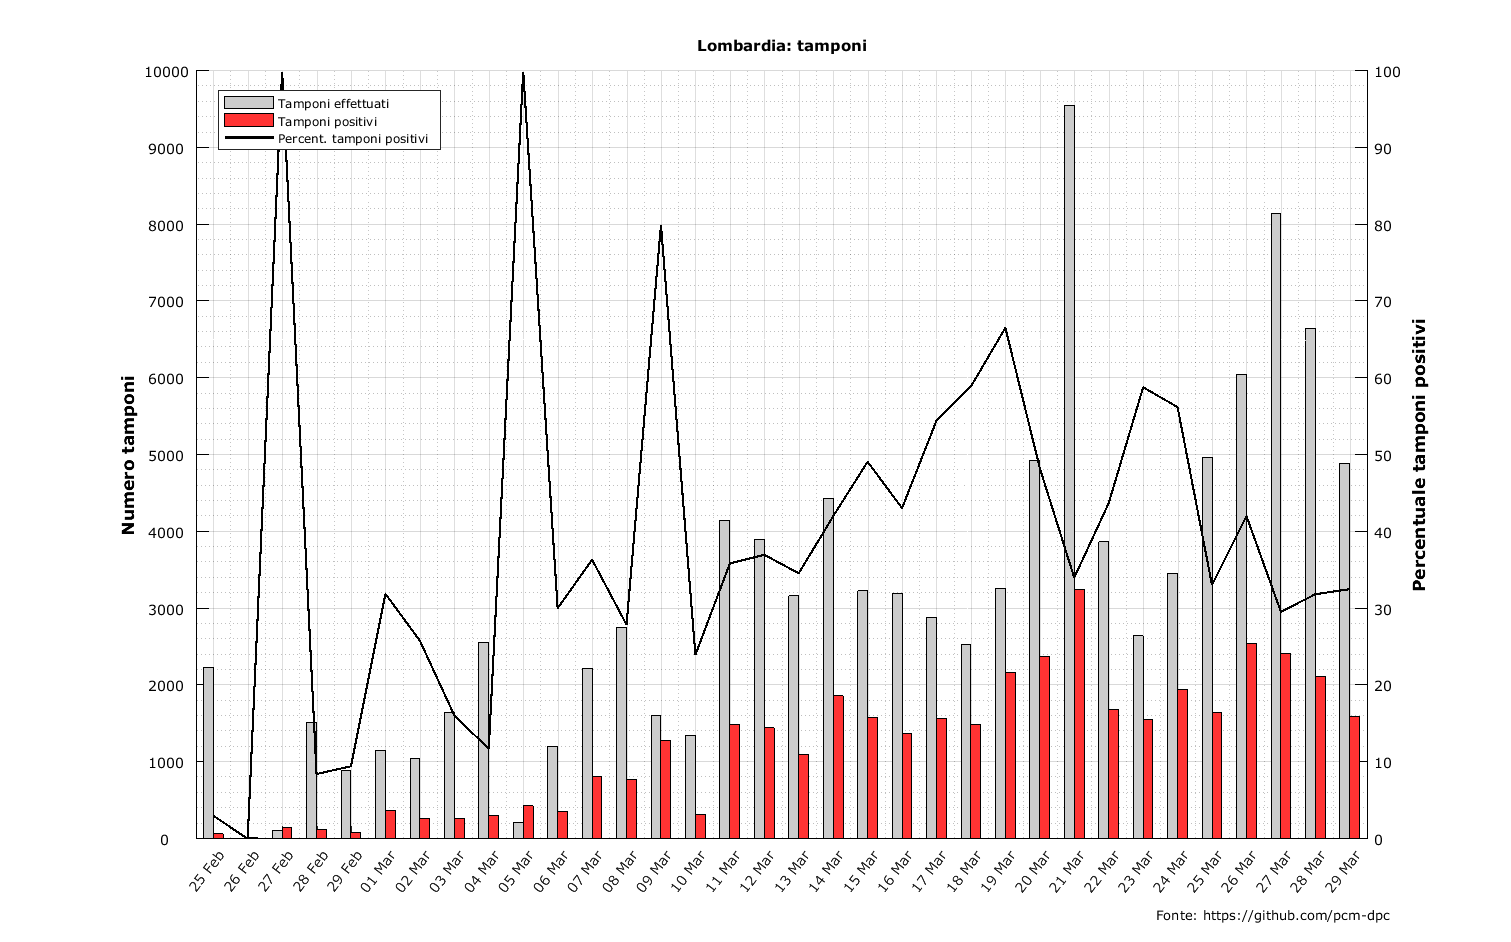 Lombardia: tamponi
Tamponi effettuati
Tamponi positivi
Percent. tamponi positivi
Numero tamponi
10000
9000
8000
7000
6000
5000
4000
3000
2000
1000
0
100
90
80
70
60
50
40
30
20
10
0
Percentuale tamponi positivi
25 Feb
26 Feb
27 Feb
28 Feb
29 Feb
01 Mar
02 Mar
03 Mar
04 Mar
05 Mar
06 Mar
07 Mar
08 Mar
09 Mar
10 Mar
11 Mar
12 Mar
13 Mar
14 Mar
15 Mar
16 Mar
17 Mar
18 Mar
19 Mar
20 Mar
21 Mar
22 Mar
23 Mar
24 Mar
25 Mar
26 Mar
27 Mar
28 Mar
29 Mar
Fonte: https://github.com/pcm-dpc